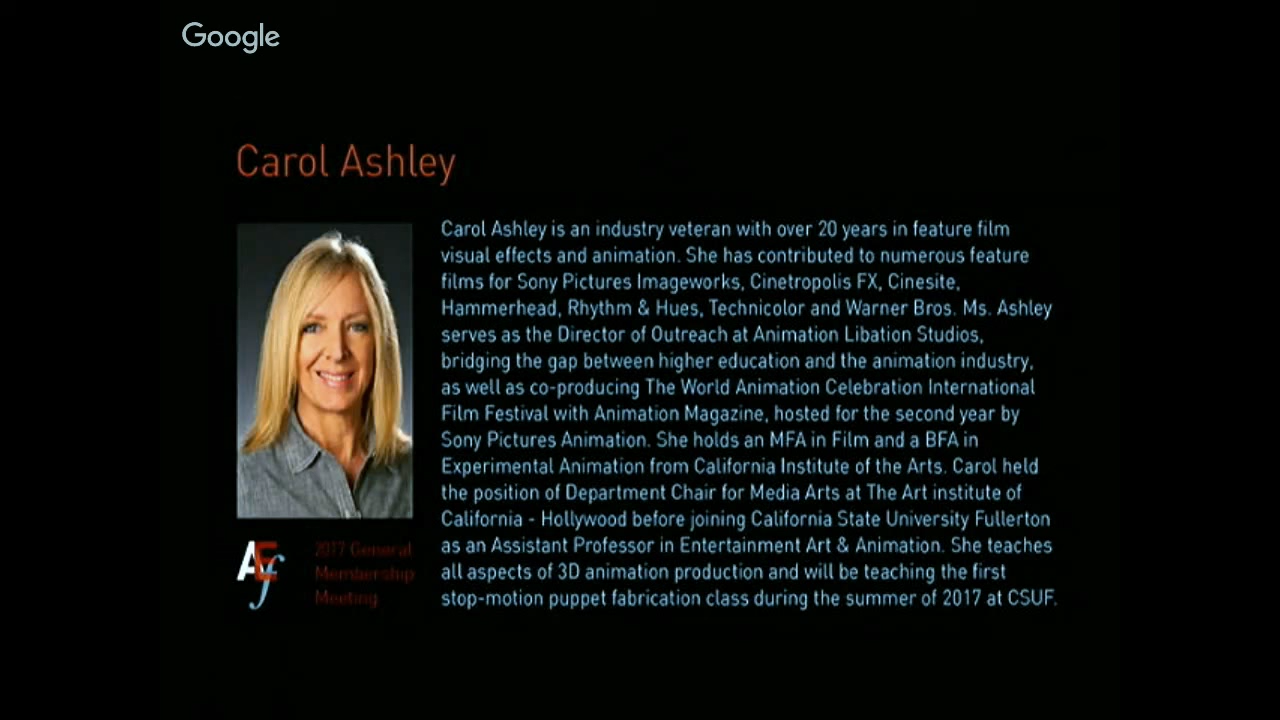 Google
Carol Ashley
Carol Ashley is an industry veteran with over 20 years in feature film
visual effects and animation. She has contributed to numerous feature
films for Sony Pictures Imageworks, Cinetropolis FX, Cinesite,
Hammerhead, Rhythm & Hues, Technicolor and Warner Bros. Ms. Ashley
serves as the Director of Outreach at Animation Libation Studios,
bridging the gap between higher education and the animation industry,
as well as co-producing The World Animation Celebration International
Film Festival with Animation Magazine, hosted for the second year by
Sony Pictures Animation. She holds an MFA in Film and a BFA in
Experimental Animation from California Institute of the Arts. Carol held
the position of Department Chair for Media Arts at The Art institute of
California - Hollywood before joining California State University Fullerton
as an Assistant Professor in Entertainment Art & Animation. She teaches
all aspects of 3D animation production and will be teaching the first
stop-motion puppet fabrication class during the summer of 2017 at CSUF.
AEf
2017 General
Membership
Meeting